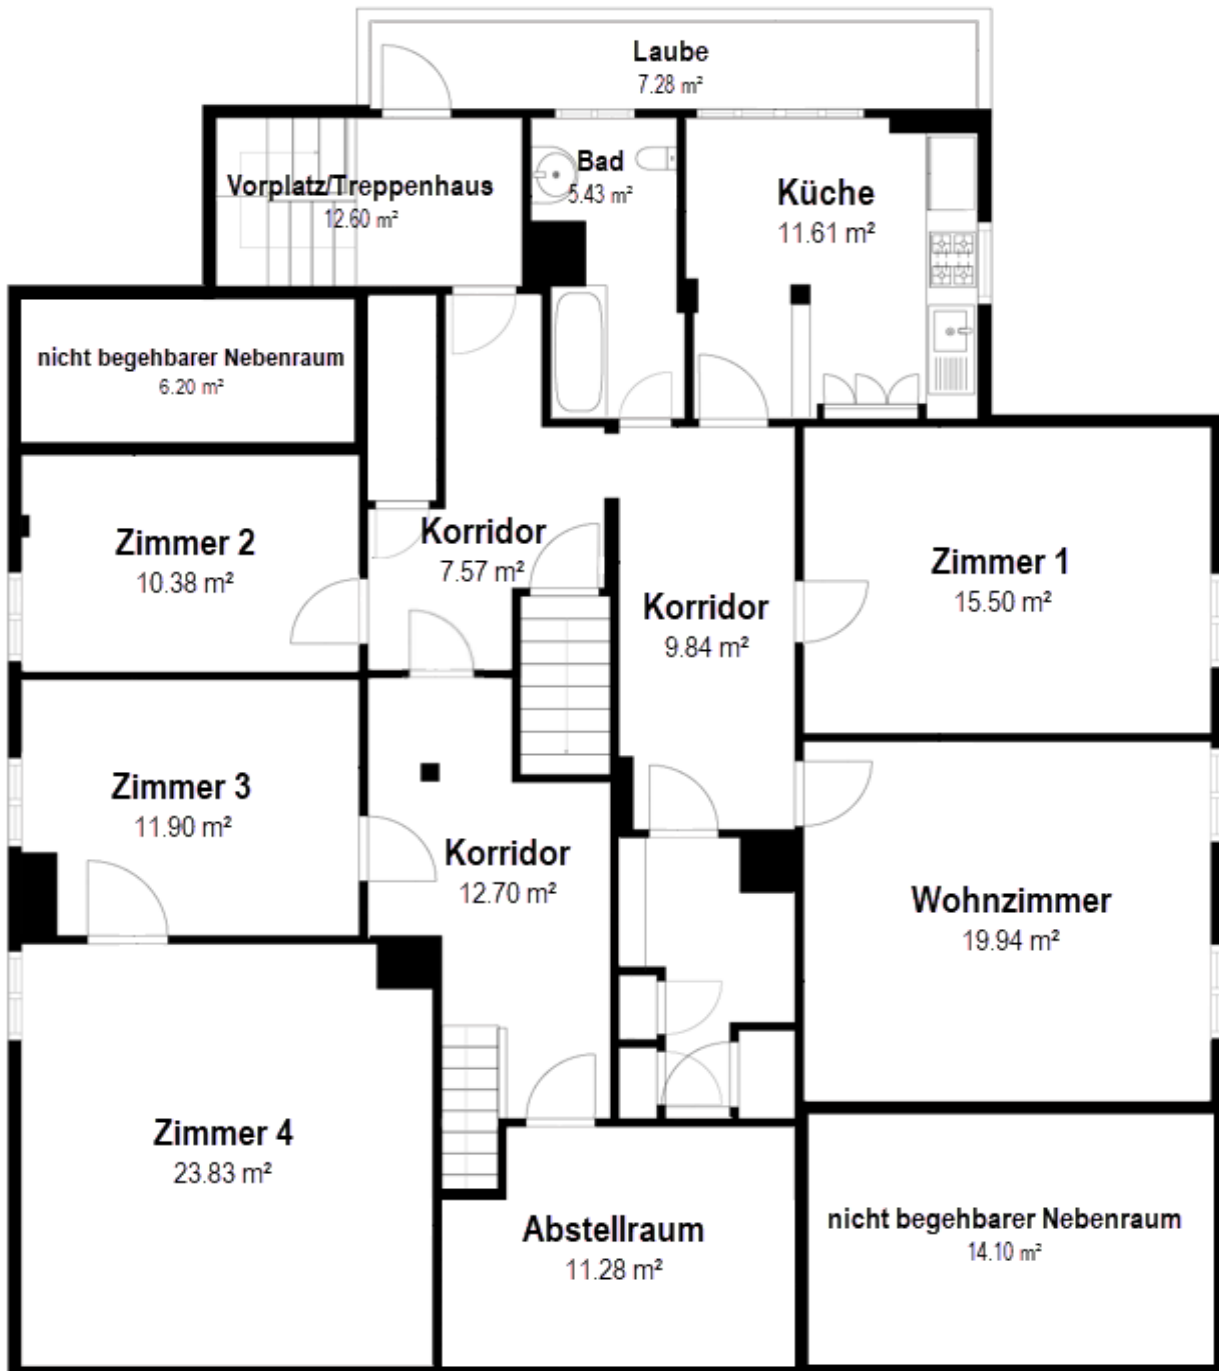 Laube
7.28 m²
Bad
5.43 m²
Vorplatz/Treppenhaus
12.60 m²
Küche
11.61 m²
nicht begehbarer Nebenraum
6.20 m²
Zimmer 2
10.38 m²
Korridor
7.57 m²
Zimmer 1
15.50 m²
Korridor
9.84 m²
Zimmer 3
11.90 m²
Korridor
12.70 m²
Wohnzimmer
19.94 m²
Zimmer 4
23.83 m²
Abstellraum
11.28 m²
nicht begehbarer Nebenraum
14.10 m²